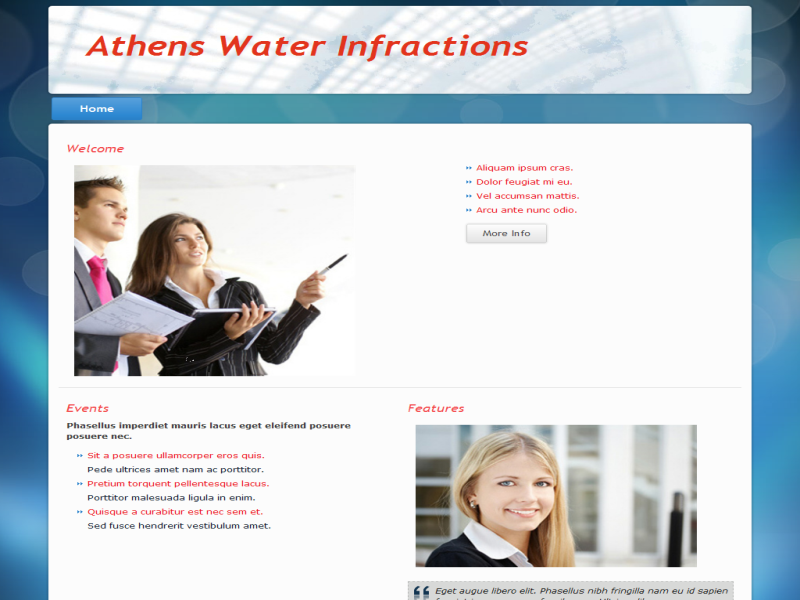 Athens Water Infractions
Home
Welcome
Aliquam ipsum cras.
Dolor feugiat mi eu.
Vel accumsan mattis.
Arcu ante nunc odio.
More Info
Events
Phasellus imperdiet mauris lacus eget eleifend posuere
posuere nec.
Sit a posuere ullamcorper eros quis.
Pede ultrices amet nam ac porttitor.
Pretium torquent pellentesque lacus.
Porttitor malesuada ligula in enim.
Quisque a curabitur est nec sem et.
Sed fusce hendrerit vestibulum amet.
Features
Eget augue libero elit. Phasellus nibh fringilla nam eu id sapien